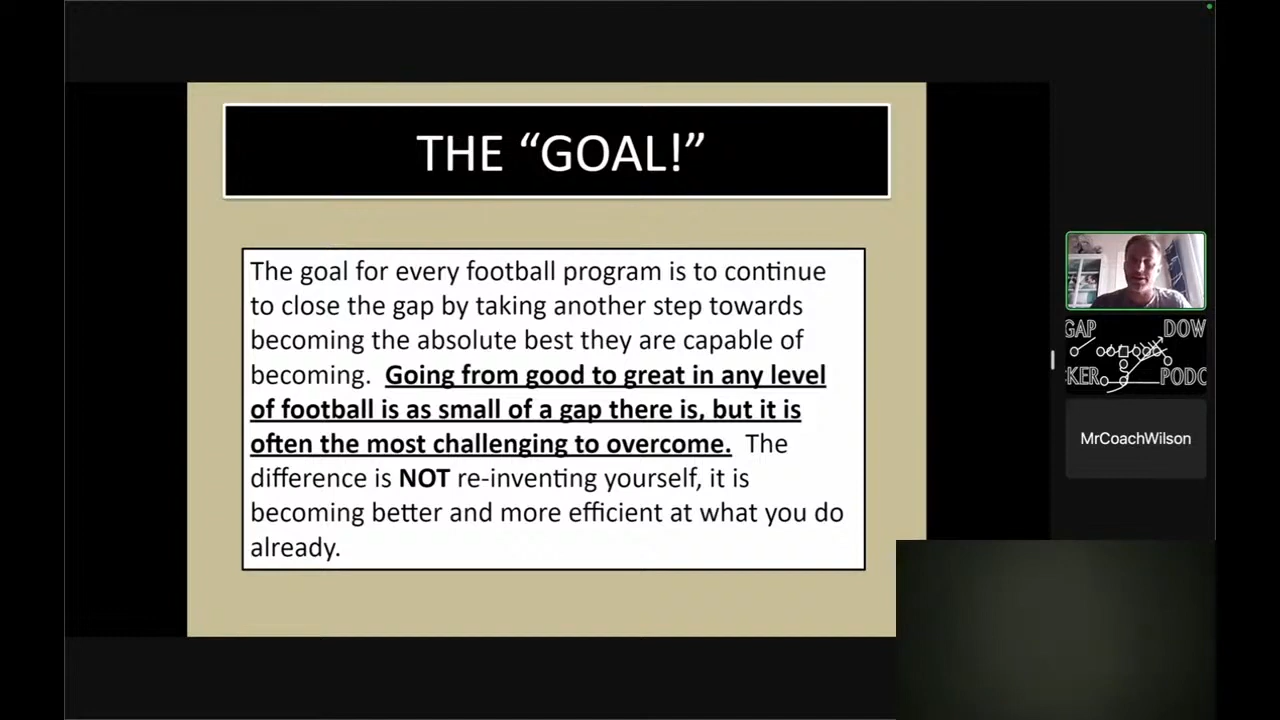 THE “GOAL!”
The goal for every football program is to continue
to close the gap by taking another step towards
becoming the absolute best they are capable of
becoming. Going from good to great in any level
of football is as small of a gap there is, but it is
often the most challenging to overcome. The
difference is NOT re-inventing yourself, it is
becoming better and more efficient at what you do
already.
GAP DOW
KER PODC
MrCoachWilson